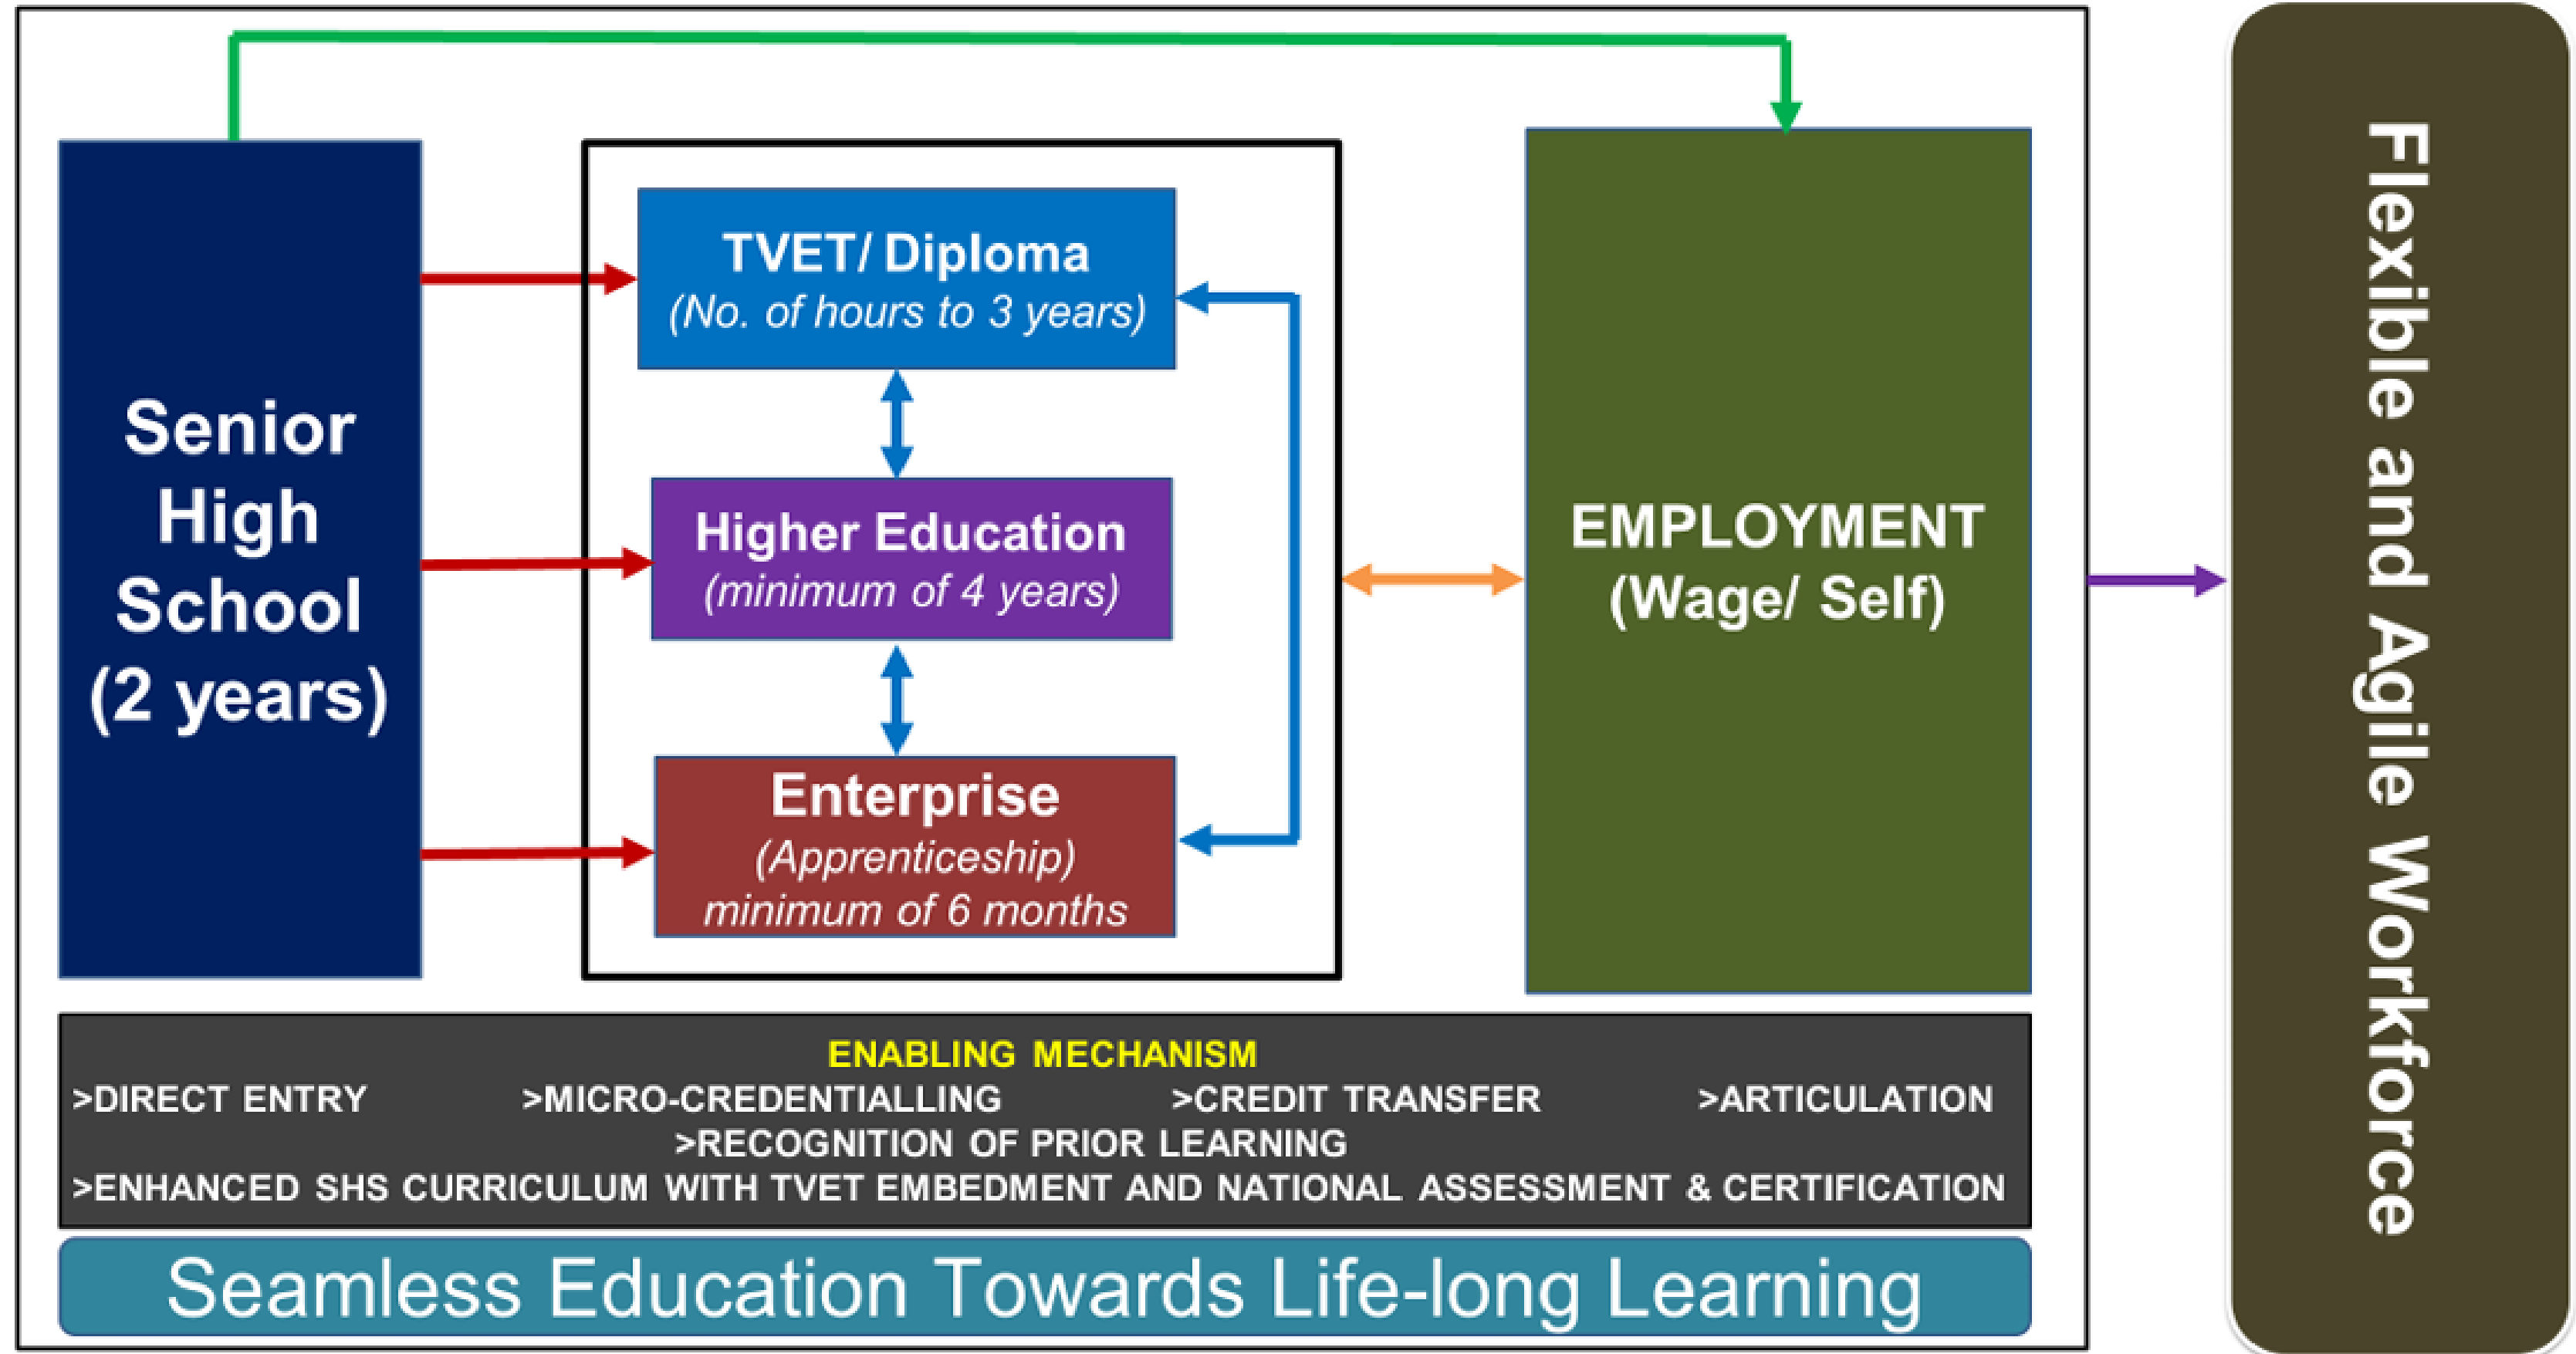 Senior
High
School
(2 years)
TVET/ Diploma
(No. of hours to 3 years)
Higher Education
(minimum of 4 years)
Enterprise
(Apprenticeship)
minimum of 6 months
EMPLOYMENT
(Wage/ Self)
Flexible and Agile Workforce
ENABLING MECHANISM
>DIRECT ENTRY >MICRO-CREDENTIALLING >CREDIT TRANSFER >ARTICULATION
>RECOGNITION OF PRIOR LEARNING
>ENHANCED SHS CURRICULUM WITH TVET EMBEDMENT AND NATIONAL ASSESSMENT & CERTIFICATION
Seamless Education Towards Life-long Learning